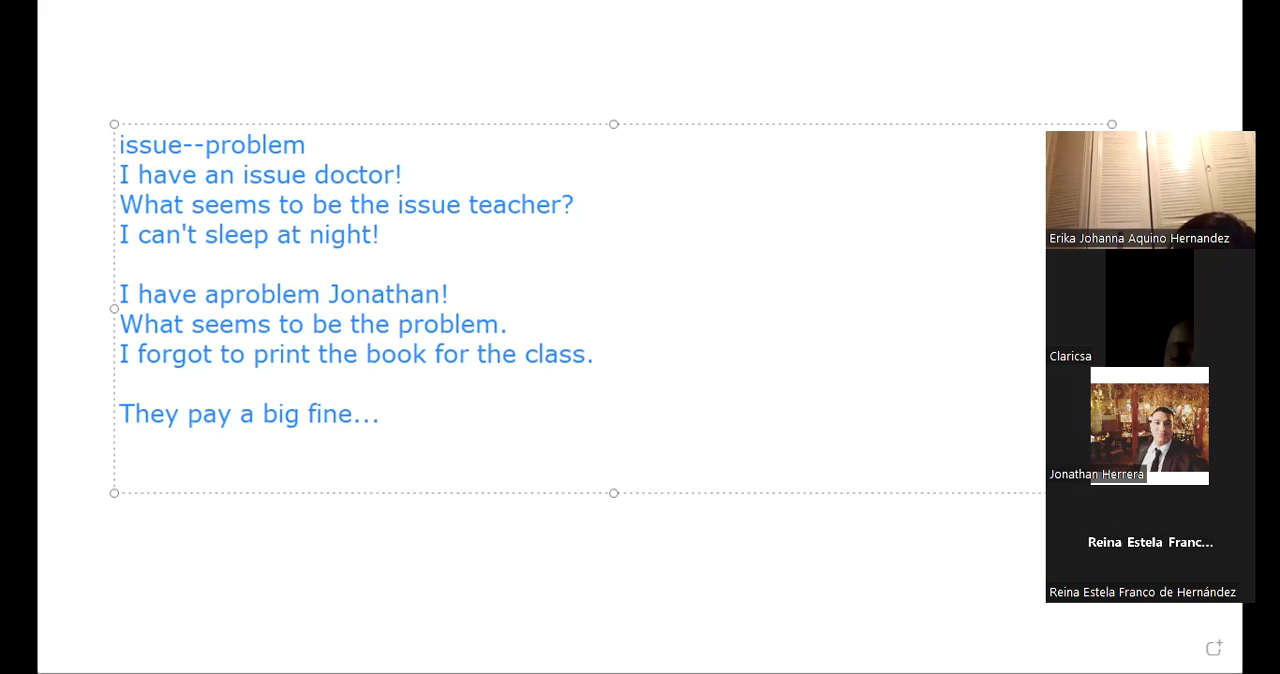 issue--problem
I have an issue doctor!
What seems to be the issue teacher?
I can't sleep at night!
I have aproblem Jonathan!
What seems to be the problem.
I forgot to print the book for the class.
They pay a big fine...
Erika Johanna Aquino Hernandez
Claricsa
Jonathan Herrera
Reina Estela Franc...
Reina Estela Franco de Hernández